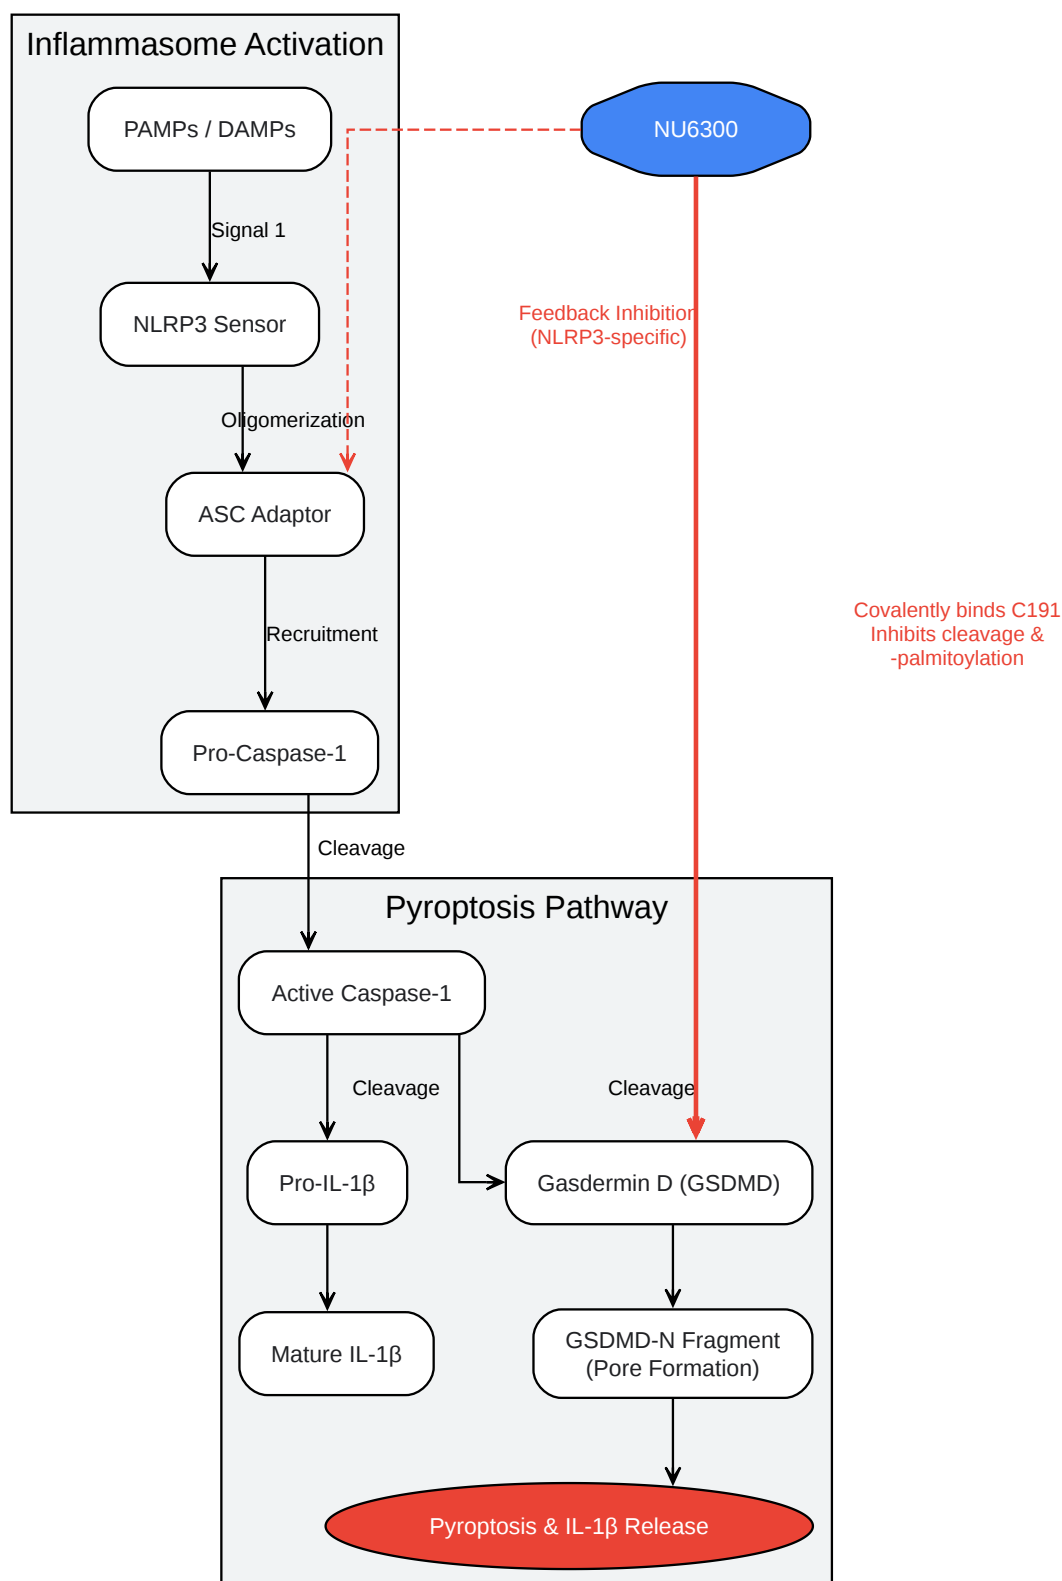 Inflammasome Activation
PAMPs / DAMPs
NU6300
Signal 1
Feedback Inhibition
(NLRP3-specific)
NLRP3 Sensor
Oligomerization
ASC Adaptor
Covalently binds C191
Inhibits cleavage &
-palmitoylation
Recruitment
Pro-Caspase-1
Cleavage
Pyroptosis Pathway
Active Caspase-1
Cleavage
Cleavage
Pro-IL-1β
Gasdermin D (GSDMD)
Mature IL-1β
GSDMD-N Fragment
(Pore Formation)
Pyroptosis & IL-1β Release